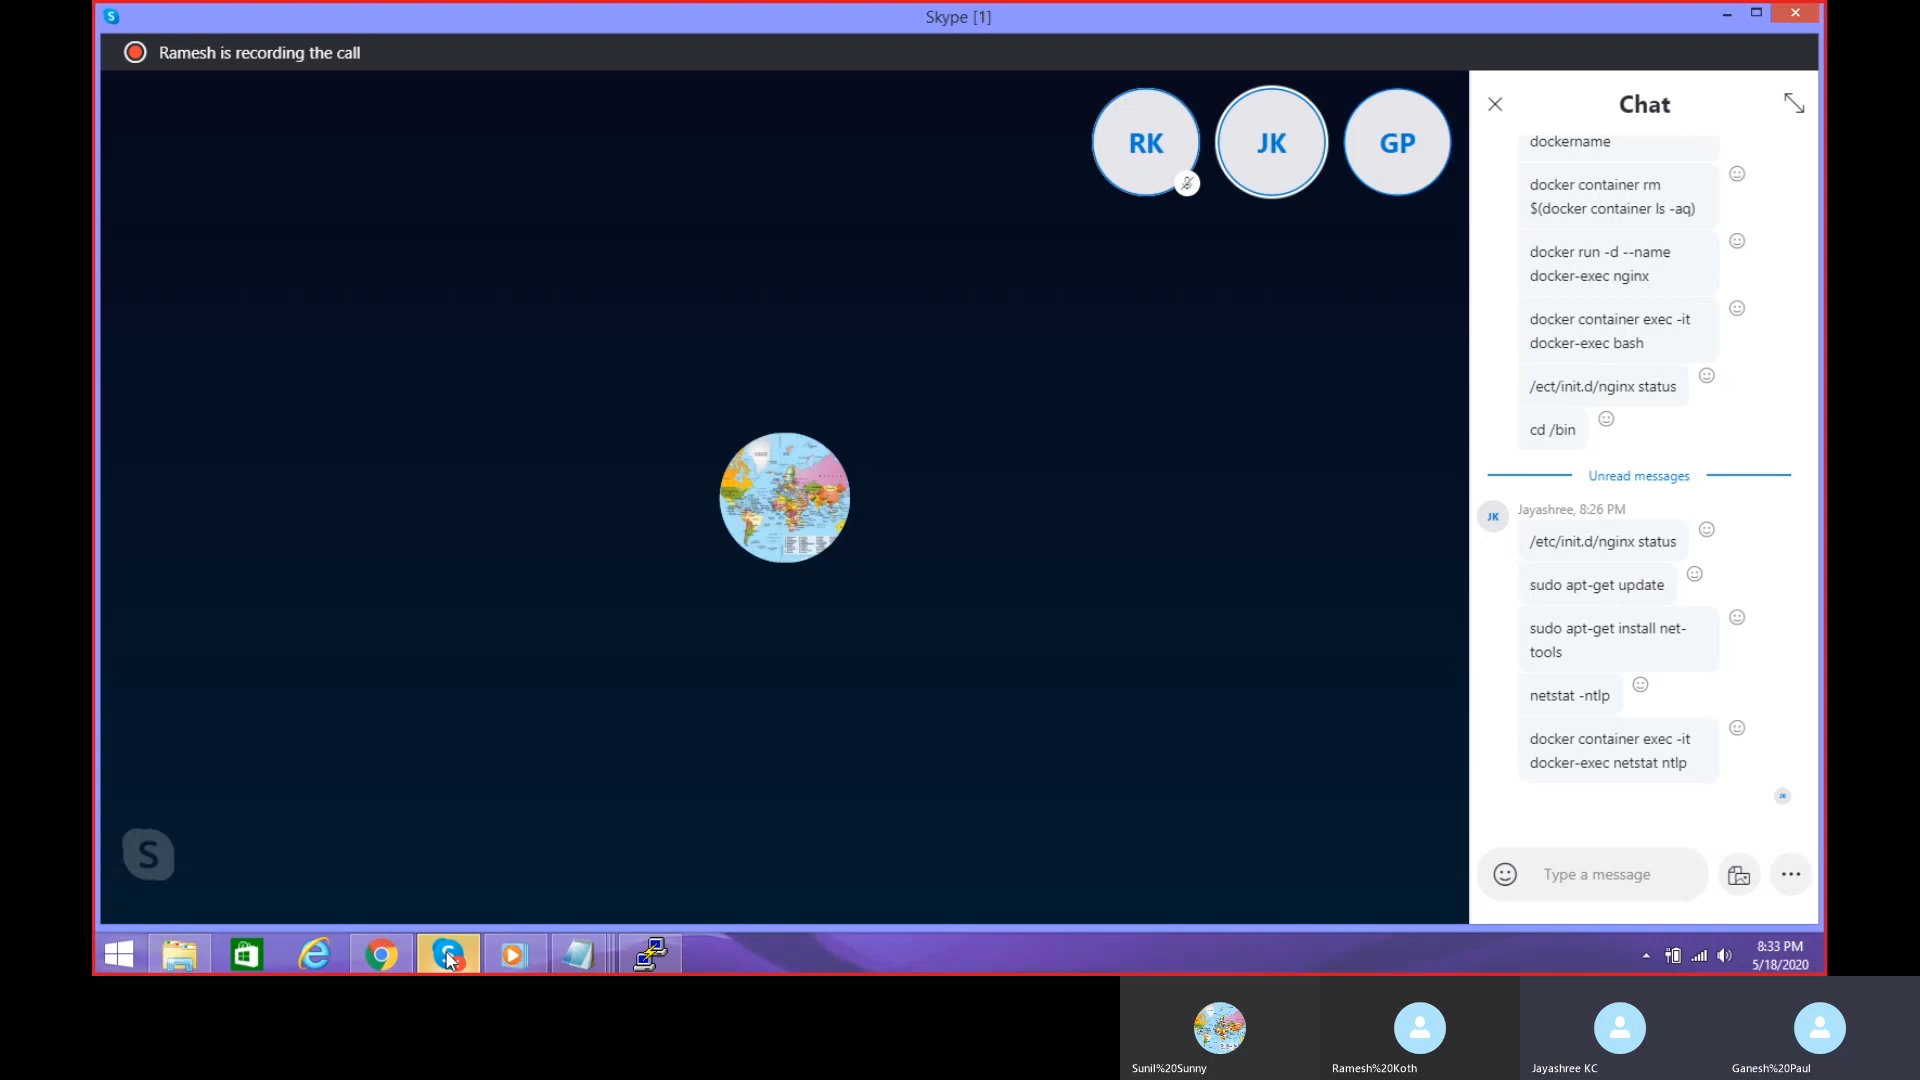 Skype [1]
Ramesh is recording the call
RK
JK
GP
Chat
dockername
docker container rm
$(docker container ls -aq)
docker run -d --name
docker-exec nginx
docker container exec -it
docker-exec bash
/ect/init.d/nginx status
cd /bin
Unread messages
JK
Jayashree, 8:26 PM
/etc/init.d/nginx status
sudo apt-get update
sudo apt-get install net-
tools
netstat -ntlp
docker container exec -it
docker-exec netstat ntlp
JK
Type a message
8:33 PM
5/18/2020
Sunil%20Sunny
Ramesh%20Koth
Jayashree KC
Ganesh%20Paul